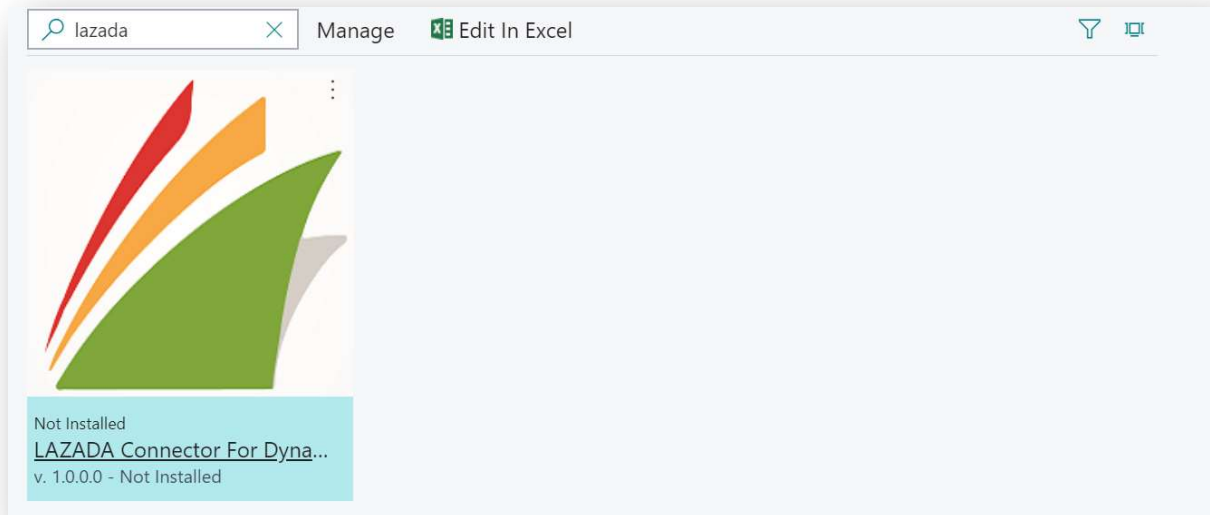 lazada
Manage
Edit In Excel
Not Installed
LAZADA Connector For Dyna...
v. 1.0.0.0 - Not Installed